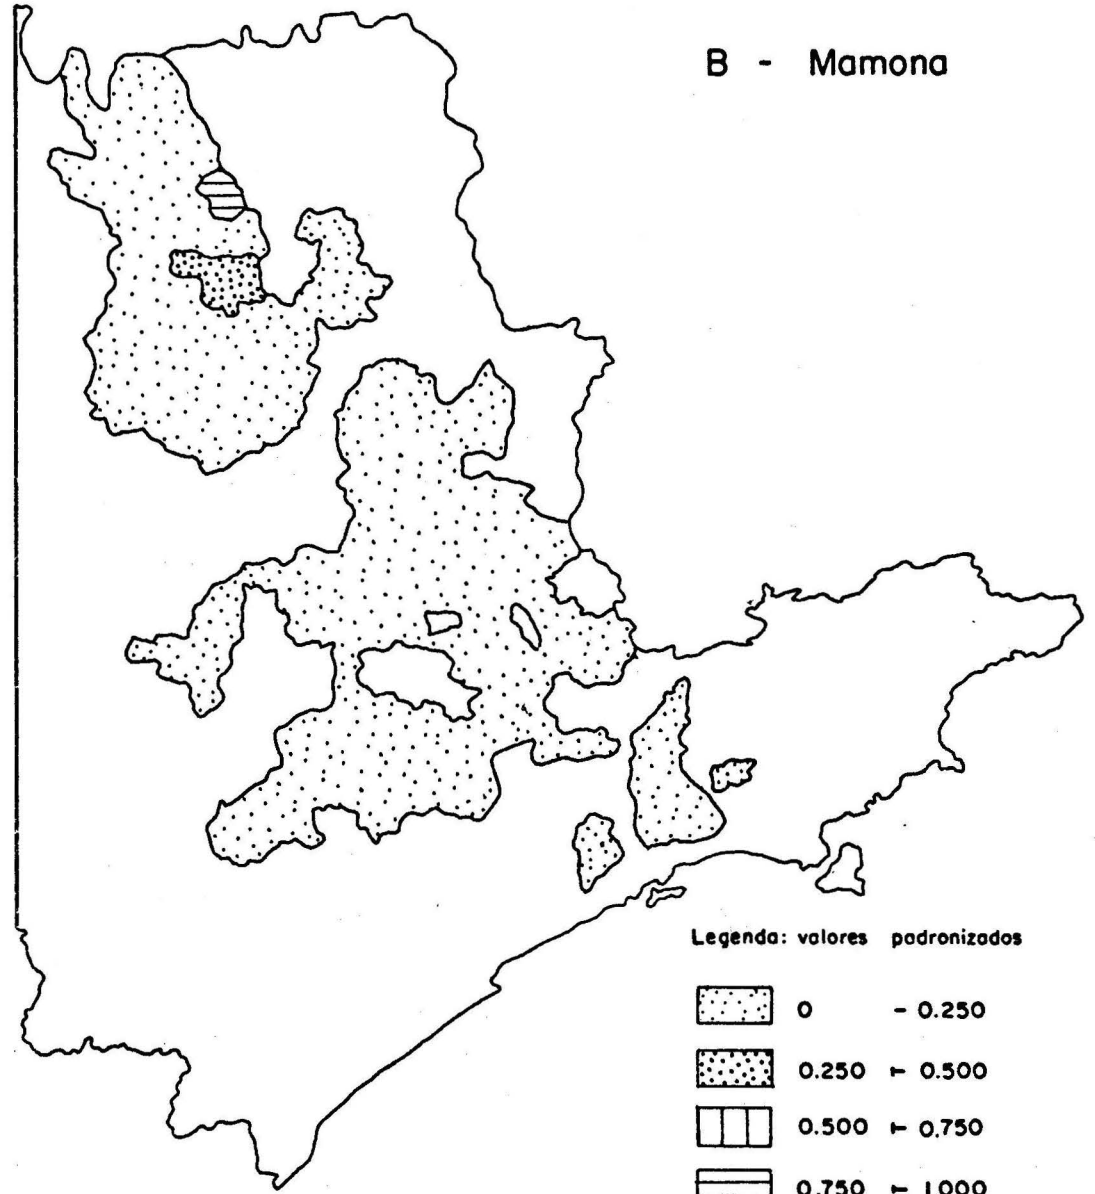 B - Mamona
Legenda: valores padronizados
0 - 0.250
0.250 ⊢ 0.500
0.500 ⊢ 0.750
0.750 ⊢ 1.000